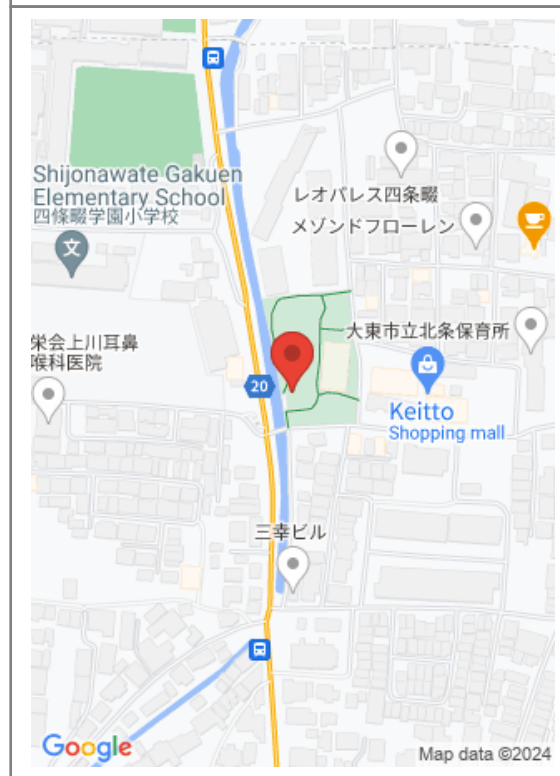 Shijonawate Gakuen
Elementary School
四條畷学園小学校
文
レオパレス四条畷
メゾンドフローレン
栄会上川耳鼻
喉科医院
大東市立北条保育所
20
Keitto
Shopping mall
三幸ビル
Google
Map data ©2024